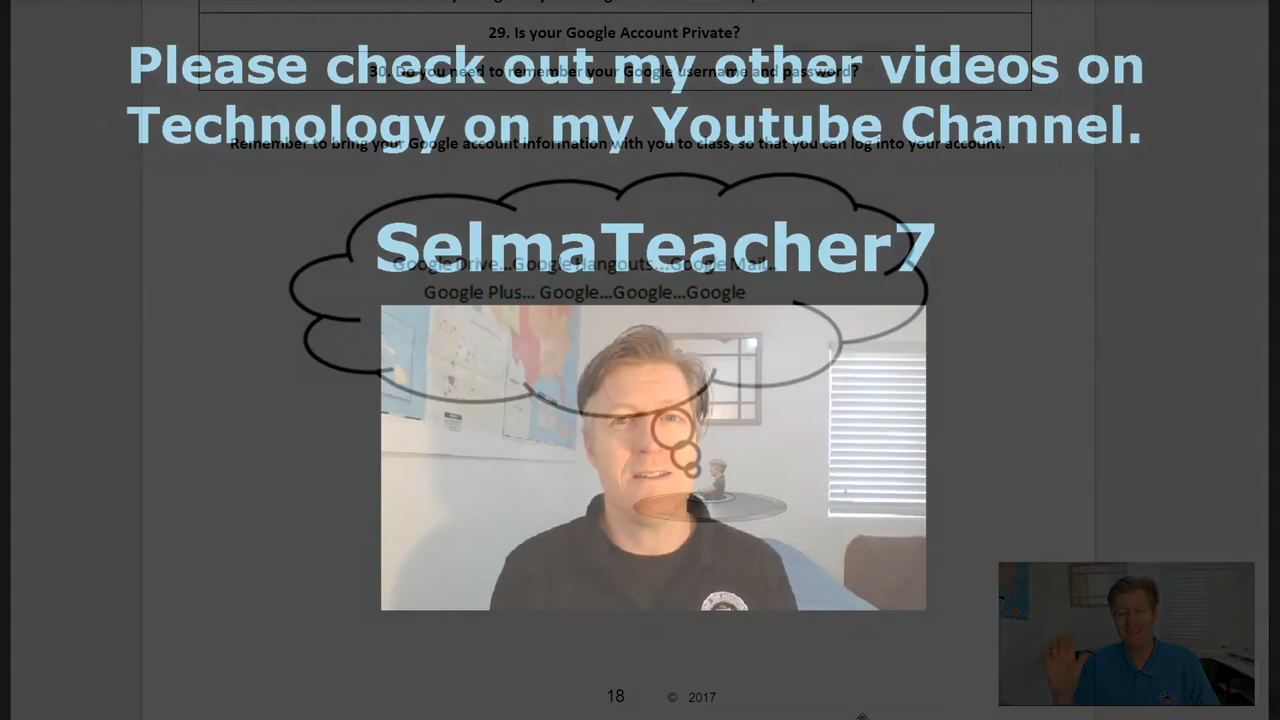 29. Is your Google Account Private?
Please check out my other videos on
30. Do you need to remember your Google username and password?
Technology on my Youtube Channel.
Remember to bring your Google account information with you to class, so that you can log into your account.
SelmaTeacher7
Google Drive...Google Hangouts...Google Mail...
Google Plus... Google...Google...Google
18 © 2017